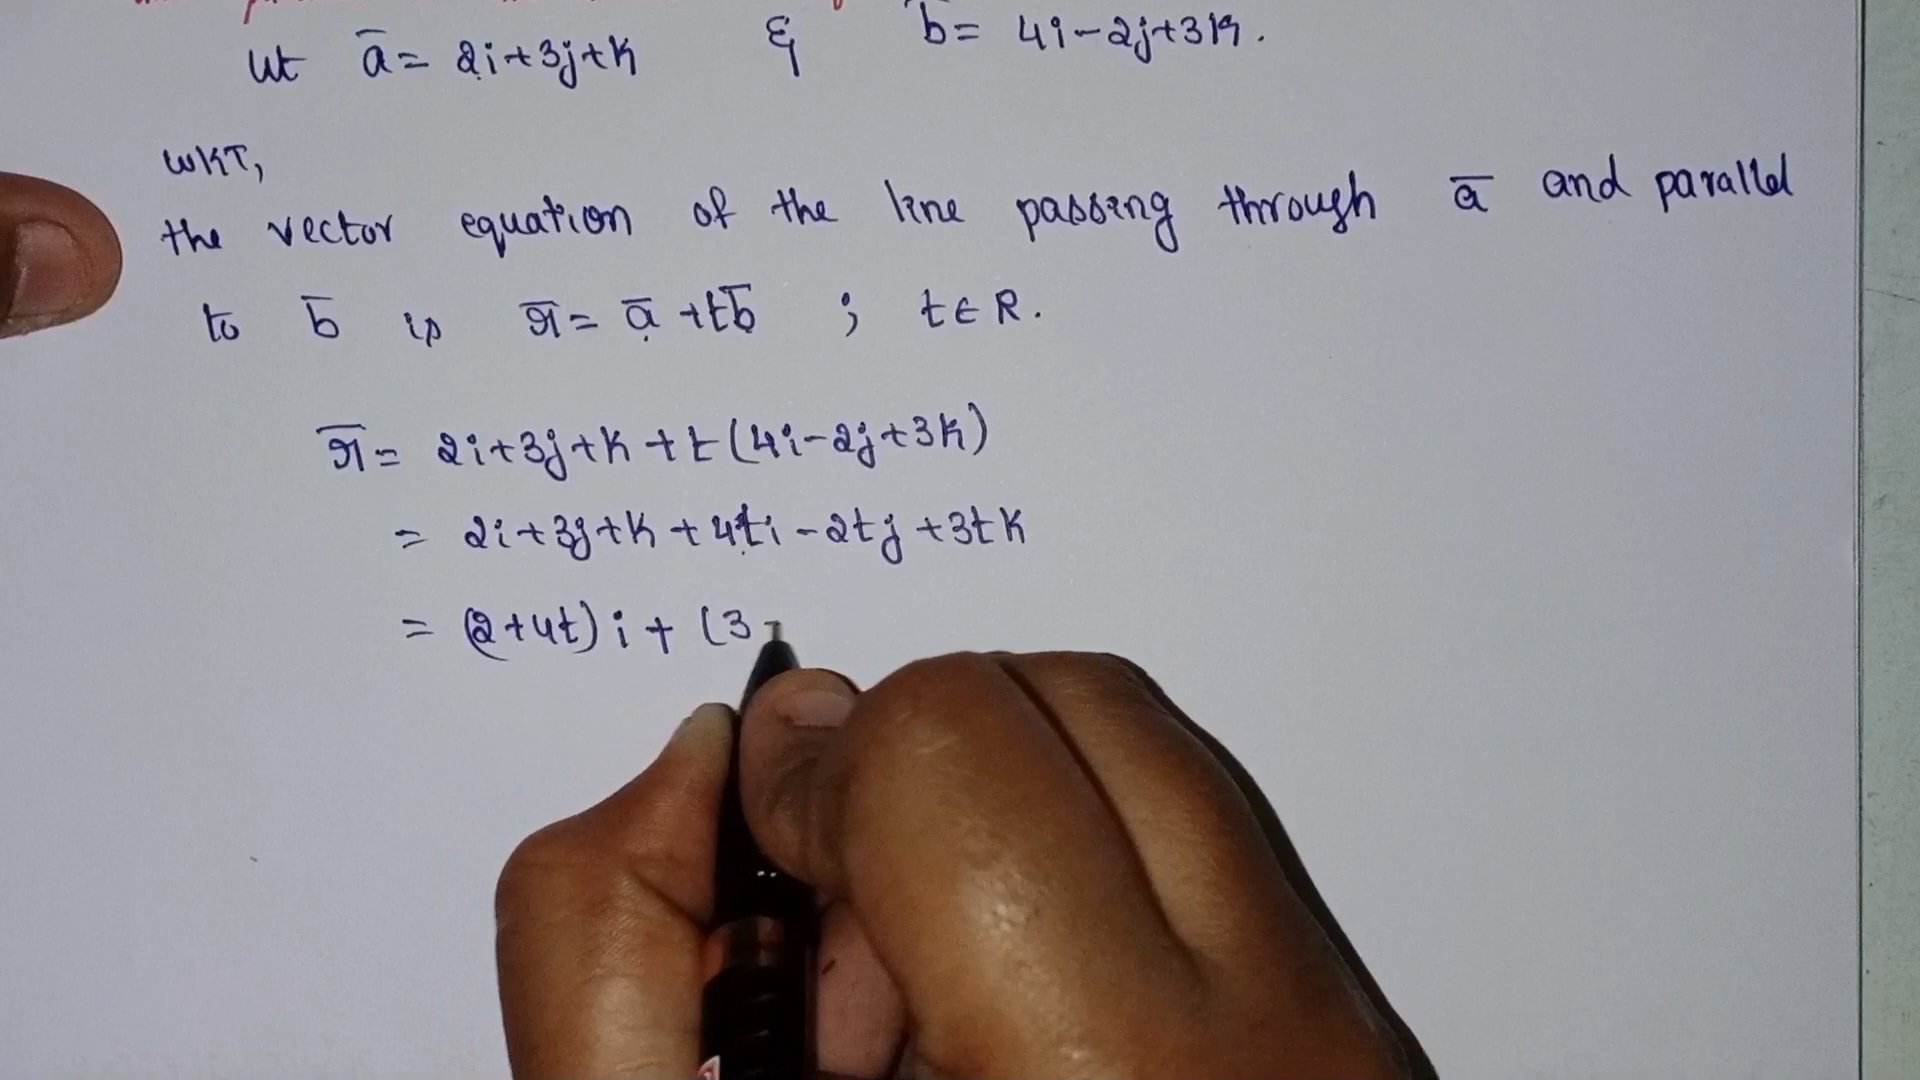 let a̅ = 2i+3j+k & b̅ = 4i-2j+3k.
WKT,
the vector equation of the line passing through a̅ and parallel
to b̅ is r̅ = a̅ +tb̅ ; t∈R.
r̅ = 2i+3j+k+t(4i-2j+3k)
= 2i+3j+k+4ti-2tj+3tk
= (2+4t)i+(3-